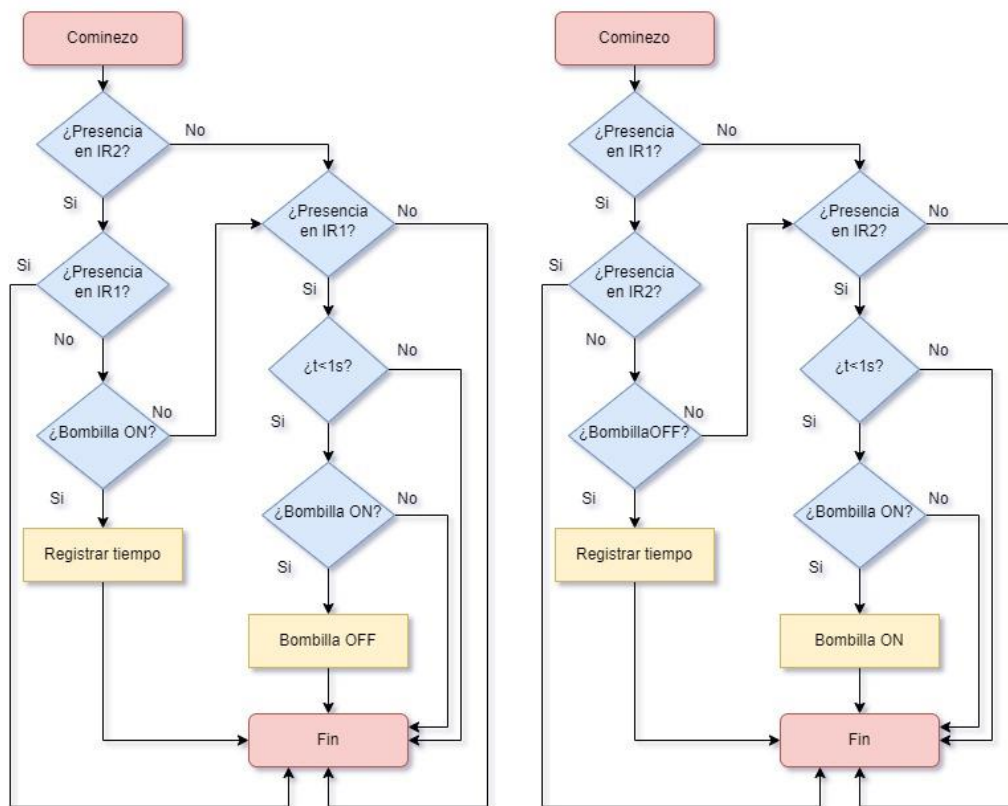 Cominezo
¿Presencia
en IR2?
No
Si
¿Presencia
en IR1?
No
Si
¿Presencia
en IR1?
Si
No
¿t<1s?
No
Si
¿Bombilla ON?
No
Si
¿Bombilla ON?
No
Si
Registrar tiempo
Bombilla OFF
Fin
Cominezo
¿Presencia
en IR1?
No
Si
¿Presencia
en IR2?
No
Si
¿Presencia
en IR2?
Si
No
¿t<1s?
No
Si
¿BombillaOFF?
No
Si
¿Bombilla ON?
No
Si
Registrar tiempo
Bombilla ON
Fin